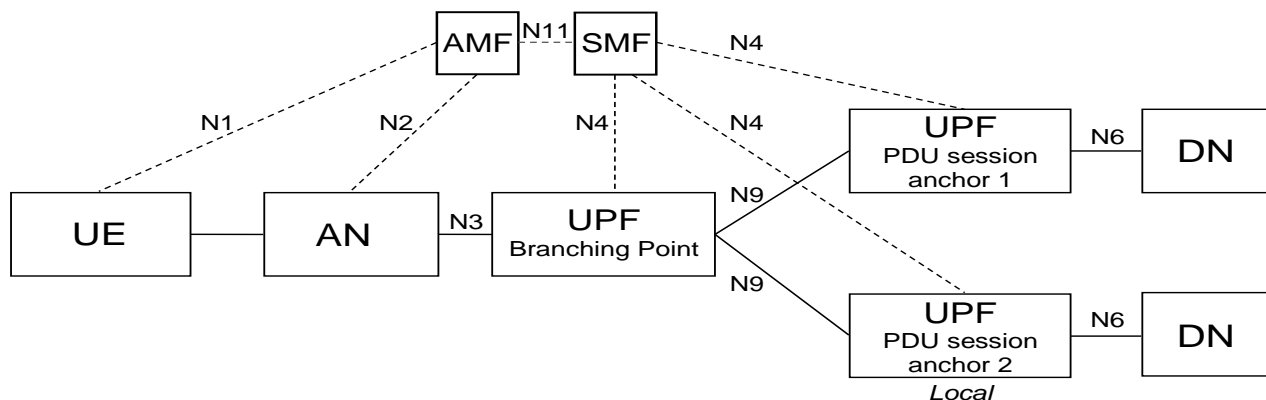 AMF
N11
SMF
N4
N1
N2
N4
N4
UPF
PDU session
anchor 1
N6
DN
UE
AN
N3
UPF
Branching Point
N9
N9
UPF
PDU session
anchor 2
N6
DN
Local